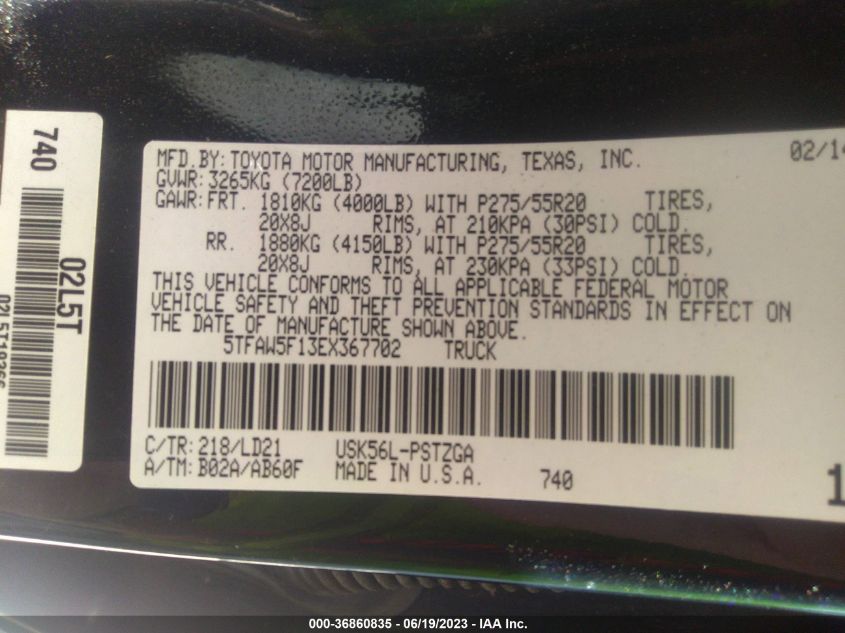 740
02L5T
MFD.BY: TOYOTA MOTOR MANUFACTURING, TEXAS, INC. 02/14
GVWR: 3265KG (7200LB)
GAWR: FRT. 1810KG (4000LB) WITH P275/55R20 TIRES,
20X8J RIMS, AT 210KPA (30PSI) COLD.
RR. 1880KG (4150LB) WITH P275/55R20 TIRES,
20X8J RIMS, AT 230KPA (33PSI) COLD.
THIS VEHICLE CONFORMS TO ALL APPLICABLE FEDERAL MOTOR
VEHICLE SAFETY AND THEFT PREVENTION STANDARDS IN EFFECT ON
THE DATE OF MANUFACTURE SHOWN ABOVE.
5TFAW5F13EX367702 TRUCK
C/TR: 218/LD21 USK56L-PSTZGA
A/TM: B02A/AB60F MADE IN U.S.A. 740
1
000-36860835 - 06/19/2023 - IAA Inc.